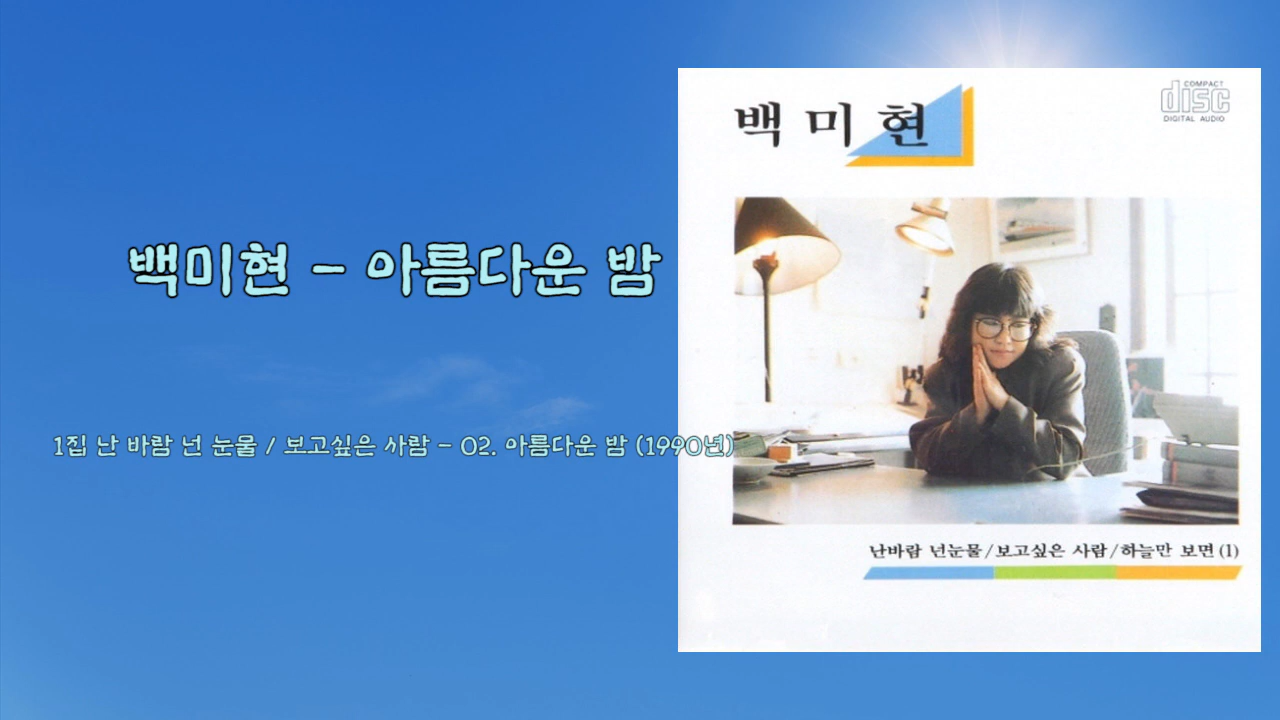 백미현 - 아름다운 밤
1집 난 바람 넌 눈물 / 보고싶은 사람 - 02. 아름다운 밤 (1990년)
백 미 현
COMPACT
disc
DIGITAL AUDIO
난바람 넌눈물/보고싶은 사람/하늘만 보면(1)